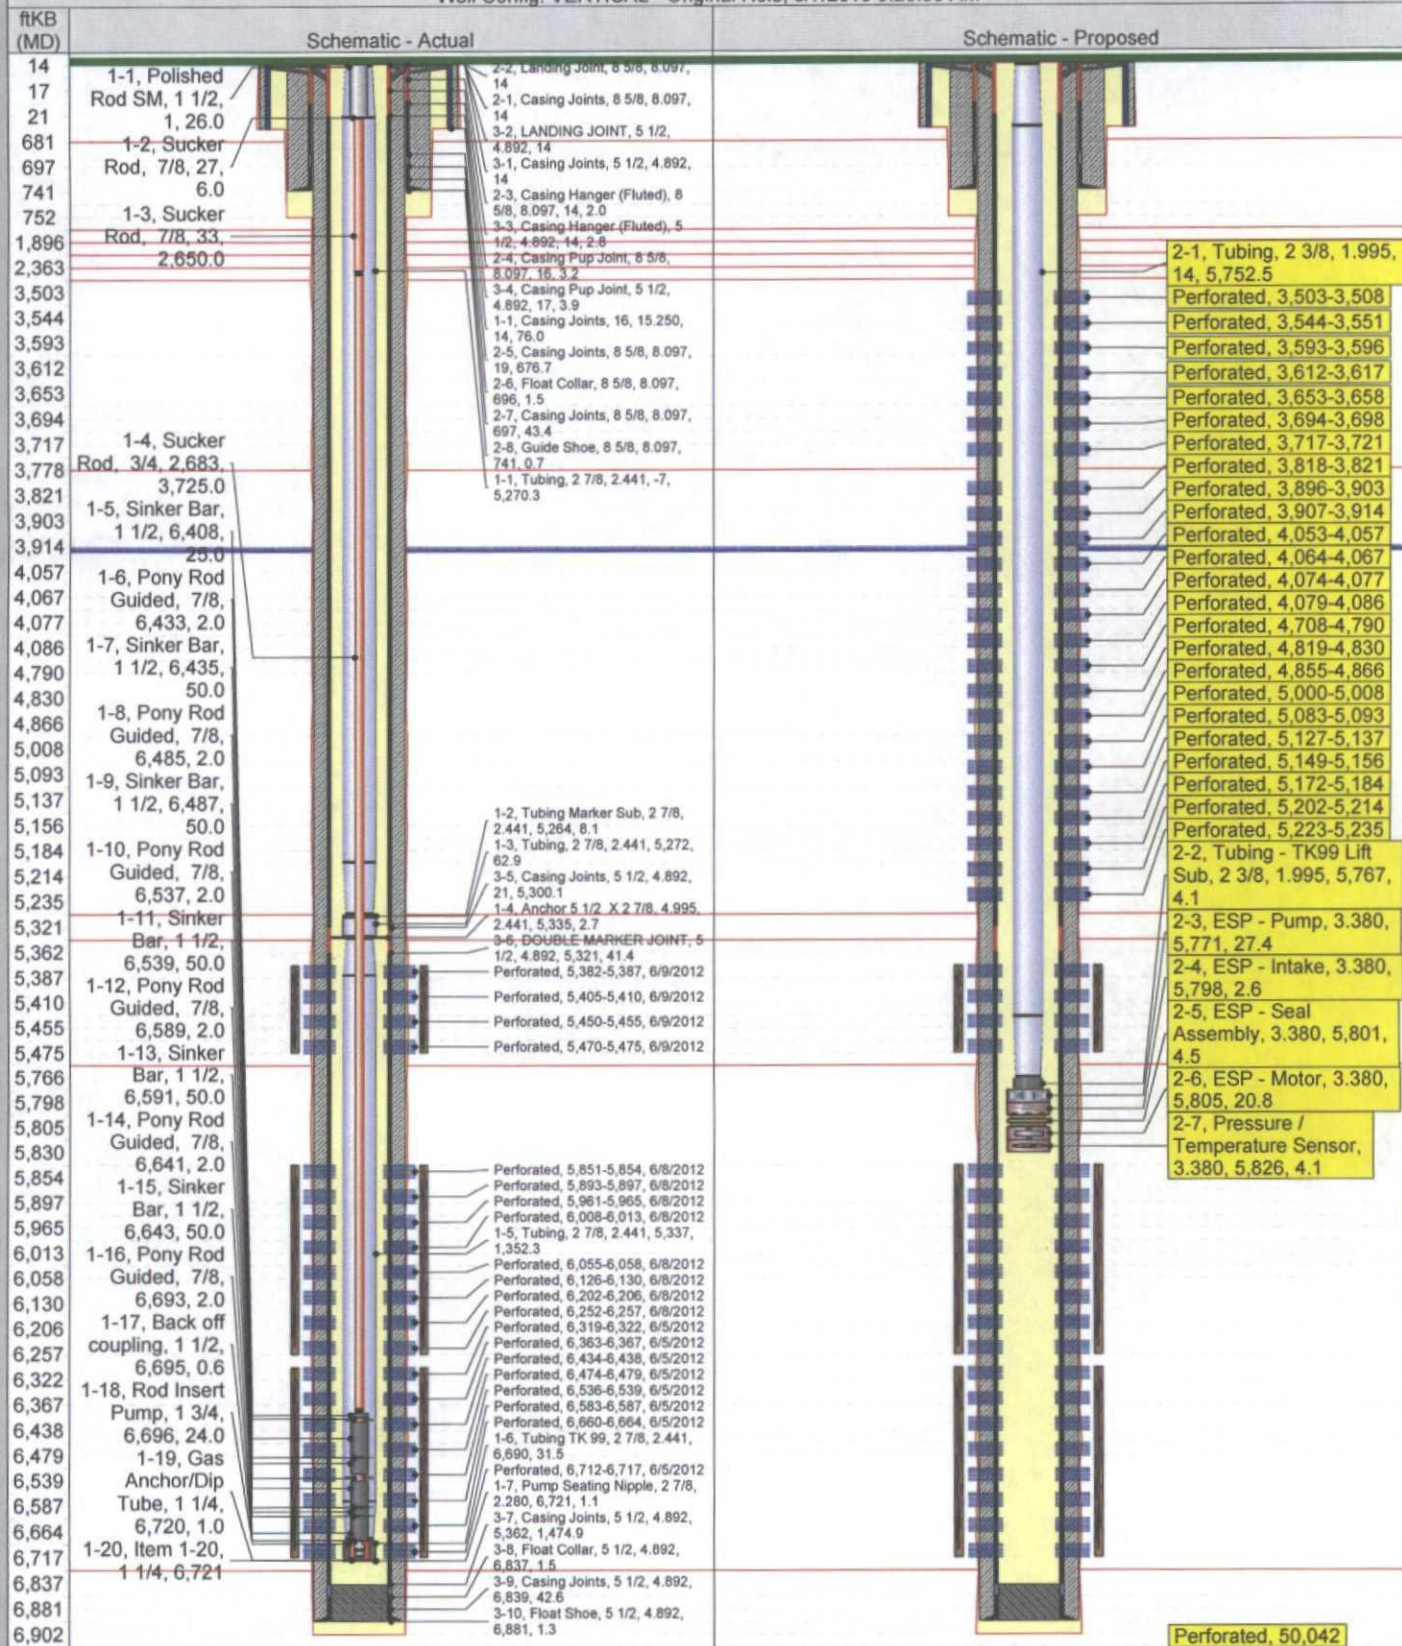 ftKB
(MD)
Schematic - Actual
Schematic - Proposed
14
17
21
681
697
741
752
1,896
2,363
3,503
3,544
3,593
3,612
3,653
3,694
3,717
3,778
3,821
3,903
3,914
4,057
4,067
4,077
4,086
4,790
4,830
4,866
5,008
5,093
5,137
5,156
5,184
5,214
5,235
5,321
5,362
5,387
5,410
5,455
5,475
5,766
5,798
5,805
5,830
5,854
5,897
5,965
6,013
6,058
6,130
6,206
6,257
6,322
6,367
6,438
6,479
6,539
6,587
6,664
6,717
6,837
6,881
6,902
1-1, Polished
Rod SM, 1 1/2,
1, 26.0
1-2, Sucker
Rod, 7/8, 27,
6.0
1-3, Sucker
Rod, 7/8, 33,
2,650.0
1-4, Sucker
Rod, 3/4, 2,683,
3,725.0
1-5, Sinker Bar,
1 1/2, 6,408,
25.0
1-6, Pony Rod
Guided, 7/8,
6,433, 2.0
1-7, Sinker Bar,
1 1/2, 6,435,
50.0
1-8, Pony Rod
Guided, 7/8,
6,485, 2.0
1-9, Sinker Bar,
1 1/2, 6,487,
50.0
1-10, Pony Rod
Guided, 7/8,
6,537, 2.0
1-11, Sinker
Bar, 1 1/2,
6,539, 50.0
1-12, Pony Rod
Guided, 7/8,
6,589, 2.0
1-13, Sinker
Bar, 1 1/2,
6,591, 50.0
1-14, Pony Rod
Guided, 7/8,
6,641, 2.0
1-15, Sinker
Bar, 1 1/2,
6,643, 50.0
1-16, Pony Rod
Guided, 7/8,
6,693, 2.0
1-17, Back off
coupling, 1 1/2,
6,695, 0.6
1-18, Rod Insert
Pump, 1 3/4,
6,696, 24.0
1-19, Gas
Anchor/Dip
Tube, 1 1/4,
6,720, 1.0
1-20, Item 1-20,
1 1/4, 6,721
2-2, Landing Joint, 8 5/8, 8.097,
14
2-1, Casing Joints, 8 5/8, 8.097,
14
3-2, LANDING JOINT, 5 1/2,
4.892, 14
3-1, Casing Joints, 5 1/2, 4.892,
14
2-3, Casing Hanger (Fluted), 8
5/8, 8.097, 14, 2.0
3-3, Casing Hanger (Fluted), 5
1/2, 4.892, 14, 2.8
2-4, Casing Pup Joint, 8 5/8,
8.097, 16, 3.2
3-4, Casing Pup Joint, 5 1/2,
4.892, 17, 3.9
1-1, Casing Joints, 16, 15.250,
14, 76.0
2-5, Casing Joints, 8 5/8, 8.097,
19, 676.7
2-6, Float Collar, 8 5/8, 8.097,
696, 1.5
2-7, Casing Joints, 8 5/8, 8.097,
697, 43.4
2-8, Guide Shoe, 8 5/8, 8.097,
741, 0.7
1-1, Tubing, 2 7/8, 2.441, -7,
5,270.3
1-2, Tubing Marker Sub, 2 7/8,
2.441, 5,264, 8.1
1-3, Tubing, 2 7/8, 2.441, 5,272,
62.9
3-5, Casing Joints, 5 1/2, 4.892,
21, 5,300.1
1-4, Anchor 5 1/2 X 2 7/8, 4.995,
2.441, 5,335, 2.7
3-6, DOUBLE MARKER JOINT, 5
1/2, 4.892, 5,321, 41.4
Perforated, 5,382-5,387, 6/9/2012
Perforated, 5,405-5,410, 6/9/2012
Perforated, 5,450-5,455, 6/9/2012
Perforated, 5,470-5,475, 6/9/2012
Perforated, 5,851-5,854, 6/8/2012
Perforated, 5,893-5,897, 6/8/2012
Perforated, 5,961-5,965, 6/8/2012
Perforated, 6,008-6,013, 6/8/2012
1-5, Tubing, 2 7/8, 2.441, 5,337,
1,352.3
Perforated, 6,055-6,058, 6/8/2012
Perforated, 6,126-6,130, 6/8/2012
Perforated, 6,202-6,206, 6/8/2012
Perforated, 6,252-6,257, 6/8/2012
Perforated, 6,319-6,322, 6/5/2012
Perforated, 6,363-6,367, 6/5/2012
Perforated, 6,434-6,438, 6/5/2012
Perforated, 6,474-6,479, 6/5/2012
Perforated, 6,536-6,539, 6/5/2012
Perforated, 6,583-6,587, 6/5/2012
Perforated, 6,660-6,664, 6/5/2012
1-6, Tubing TK 99, 2 7/8, 2.441,
6,690, 31.5
Perforated, 6,712-6,717, 6/5/2012
1-7, Pump Seating Nipple, 2 7/8,
2.280, 6,721, 1.1
3-7, Casing Joints, 5 1/2, 4.892,
5,362, 1,474.9
3-8, Float Collar, 5 1/2, 4.892,
6,837, 1.5
3-9, Casing Joints, 5 1/2, 4.892,
6,839, 42.6
3-10, Float Shoe, 5 1/2, 4.892,
6,881, 1.3
2-1, Tubing, 2 3/8, 1.995,
14, 5,752.5
Perforated, 3,503-3,508
Perforated, 3,544-3,551
Perforated, 3,593-3,596
Perforated, 3,612-3,617
Perforated, 3,653-3,658
Perforated, 3,694-3,698
Perforated, 3,717-3,721
Perforated, 3,818-3,821
Perforated, 3,896-3,903
Perforated, 3,907-3,914
Perforated, 4,053-4,057
Perforated, 4,064-4,067
Perforated, 4,074-4,077
Perforated, 4,079-4,086
Perforated, 4,708-4,790
Perforated, 4,819-4,830
Perforated, 4,855-4,866
Perforated, 5,000-5,008
Perforated, 5,083-5,093
Perforated, 5,127-5,137
Perforated, 5,149-5,156
Perforated, 5,172-5,184
Perforated, 5,202-5,214
Perforated, 5,223-5,235
2-2, Tubing - TK99 Lift
Sub, 2 3/8, 1.995, 5,767,
4.1
2-3, ESP - Pump, 3.380,
5,771, 27.4
2-4, ESP - Intake, 3.380,
5,798, 2.6
2-5, ESP - Seal
Assembly, 3.380, 5,801,
4.5
2-6, ESP - Motor, 3.380,
5,805, 20.8
2-7, Pressure /
Temperature Sensor,
3.380, 5,826, 4.1
Perforated, 50,042